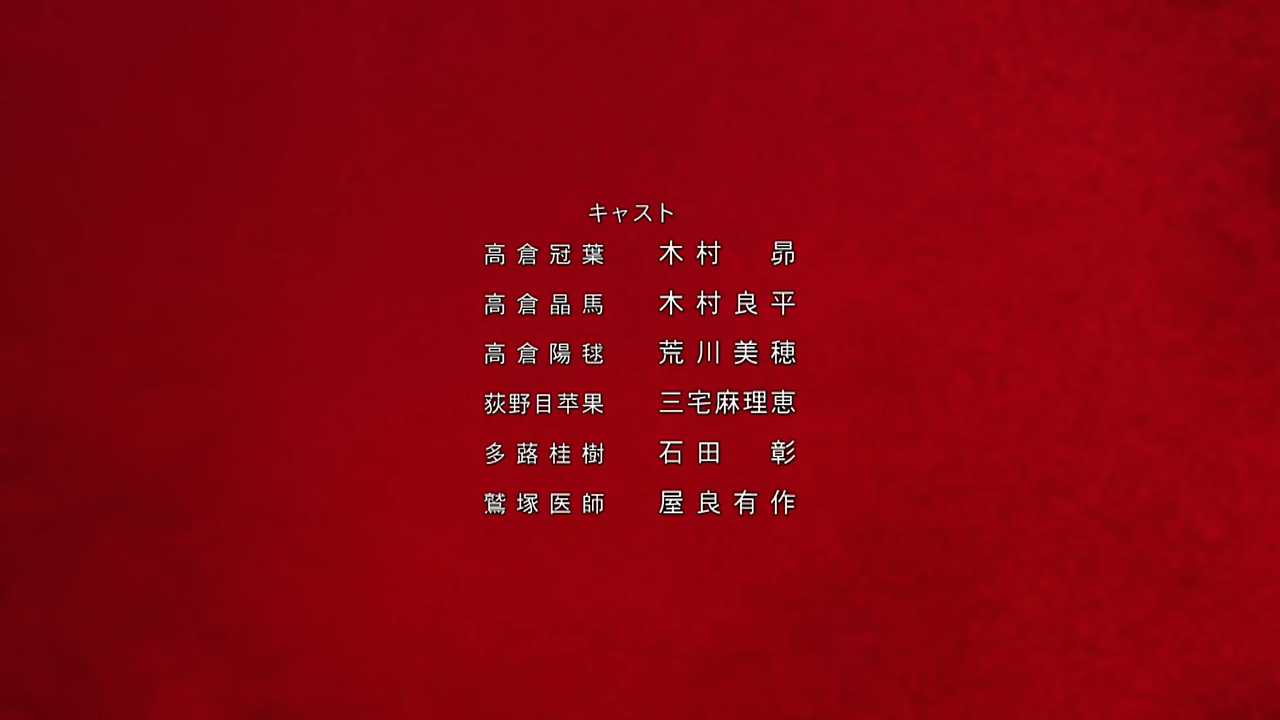 キャスト
高倉冠葉 木村 昴
高倉晶馬 木村良平
高倉陽毬 荒川美穂
荻野目苹果 三宅麻理恵
多蕗桂樹 石田 彰
鷲塚医師 屋良有作